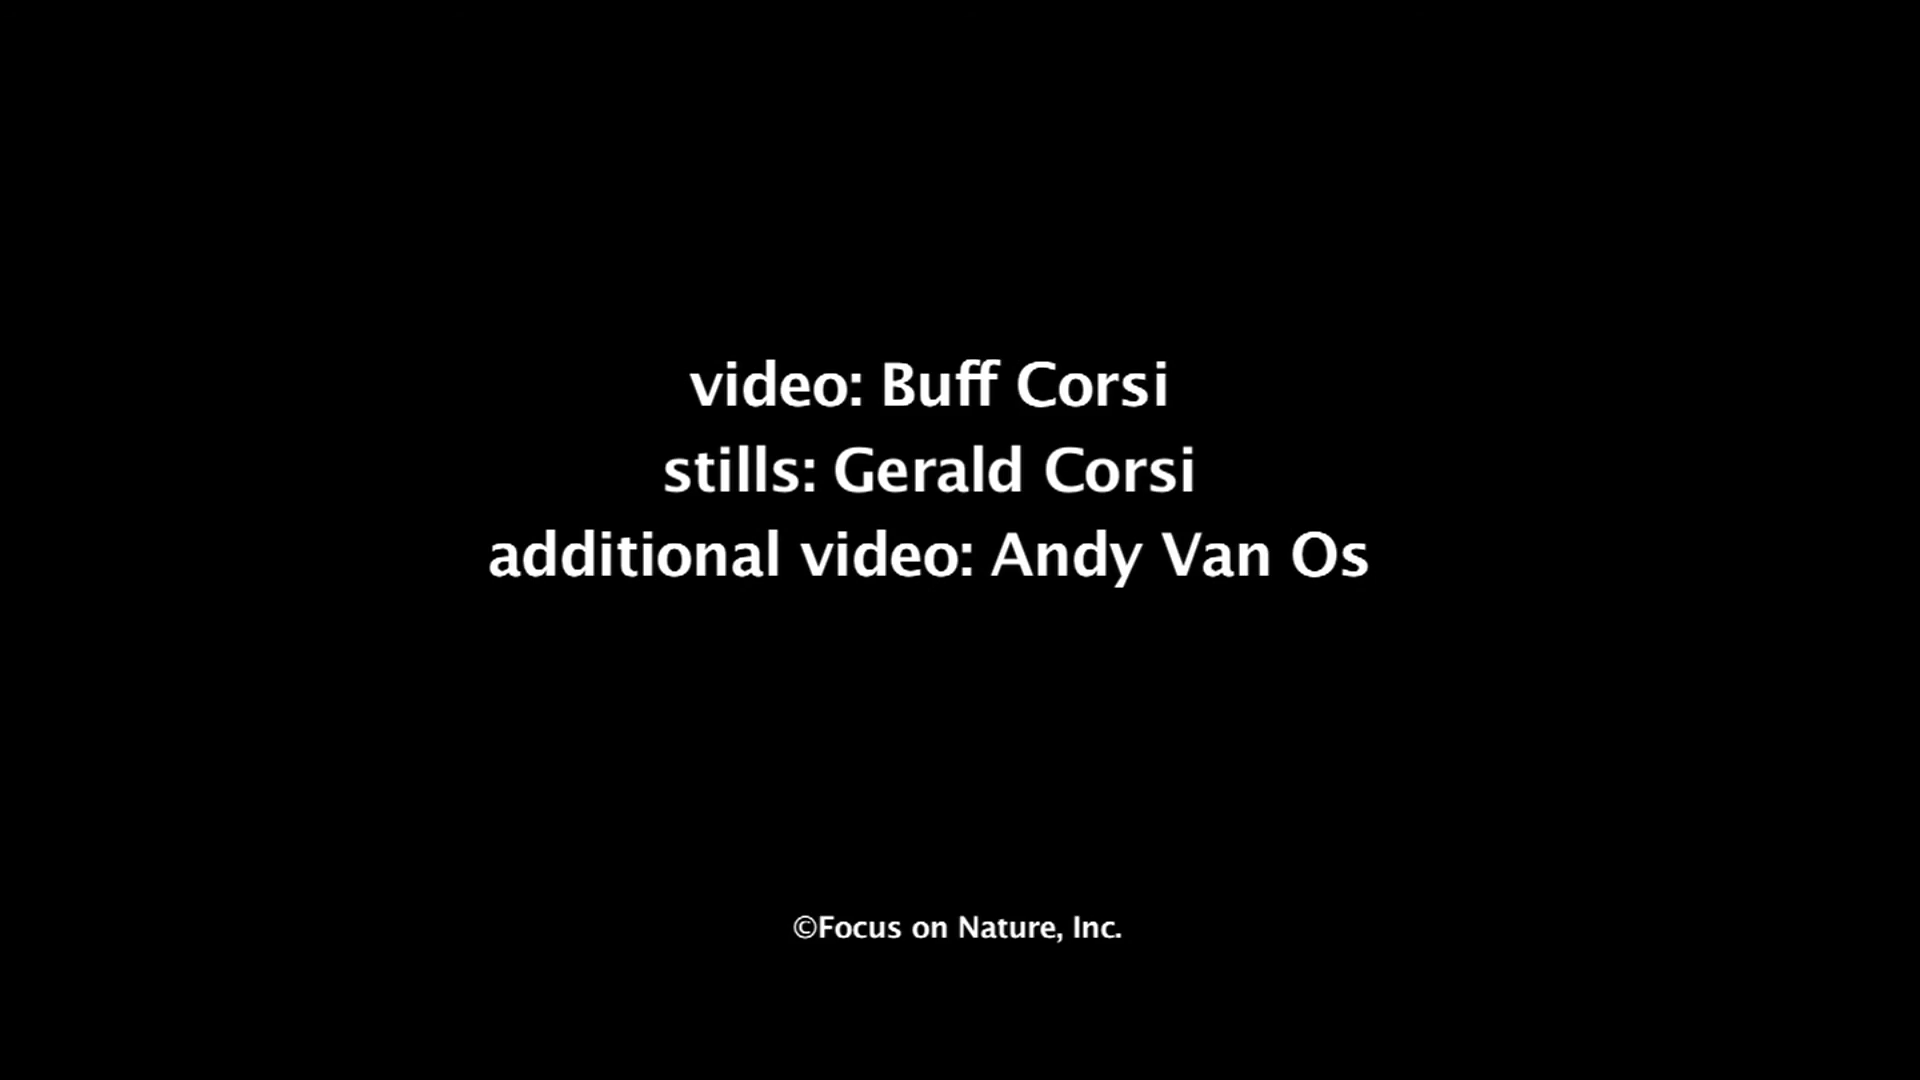 video: Buff Corsi
stills: Gerald Corsi
additional video: Andy Van Os
©Focus on Nature, Inc.